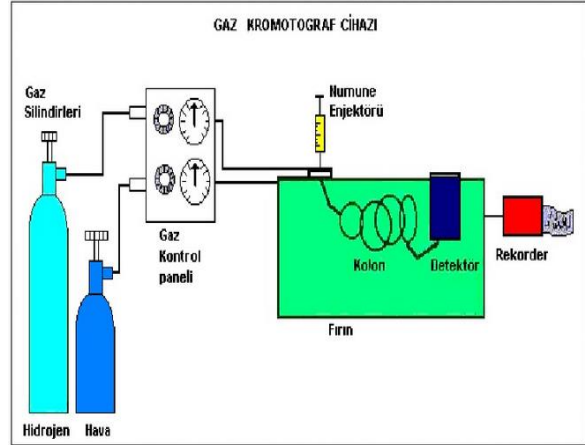 GAZ KROMOTOGRAF CİHAZI
Gaz
Silindirleri
Numune
Enjektörü
Gaz
Kontrol
paneli
Kolon
Detektör
Rekorder
Fırın
Hidrojen
Hava